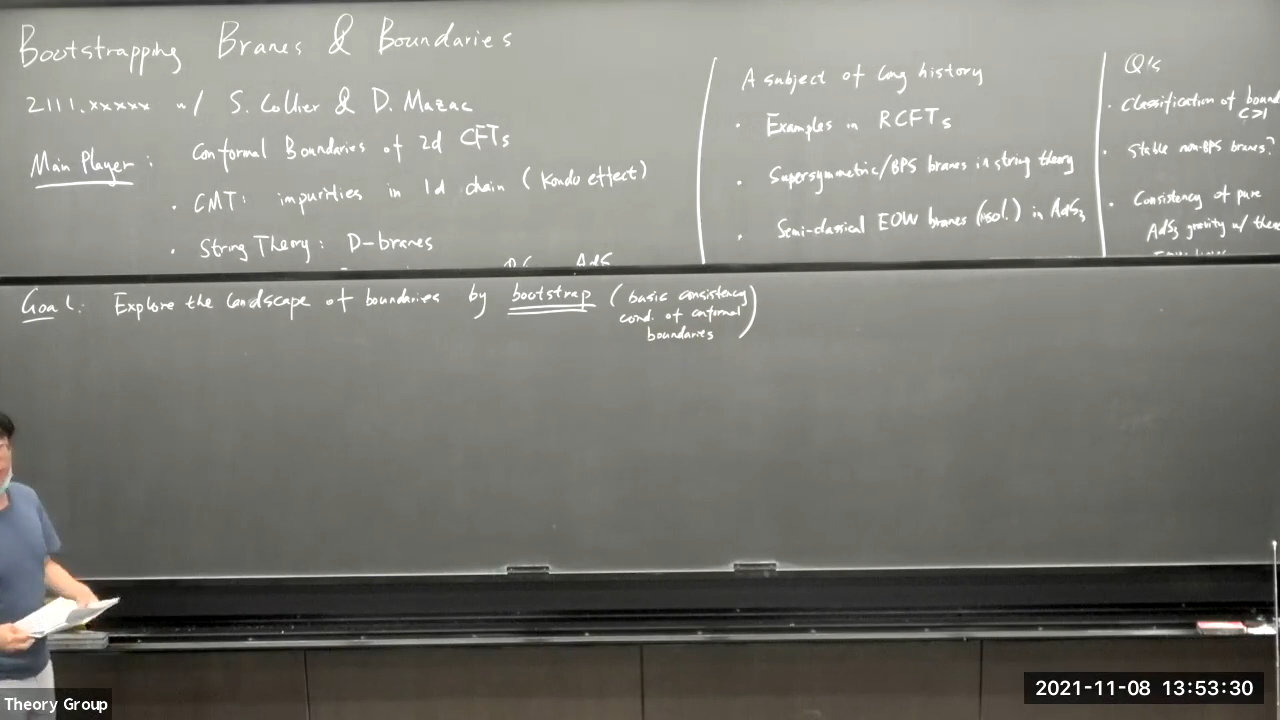 Bootstrapping Branes & Boundaries
2111.xxxxx w/ S. Collier & D. Mazac
Main Player: Conformal Boundaries of 2d CFTs
· CMT: impurities in 1d chain (Kondo effect)
· String Theory: D-branes
A subject of long history
· Examples in RCFTs
· Supersymmetric/BPS branes in string theory
· Semi-classical EOW branes (sol.) in AdS3
Q's
· Classification of bound
C>1
· Stable non-BPS branes?
· Consistency of pure
AdS3 gravity w/ these
Goal: Explore the landscape of boundaries by bootstrap (basic consistency
cond. of conformal
boundaries)
Theory Group
2021-11-08 13:53:30